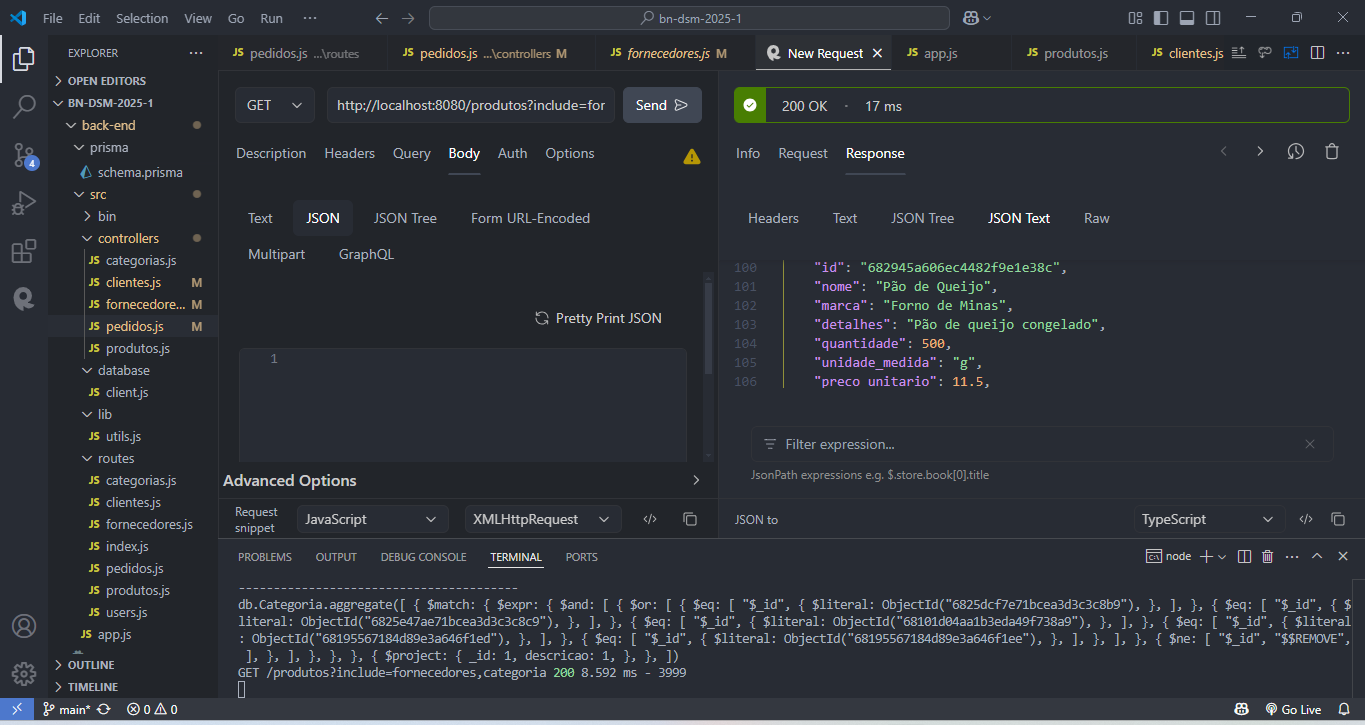 File Edit Selection View Go Run ··· bn-dsm-2025-1
EXPLORER ···
OPEN EDITORS
BN-DSM-2025-1
back-end
prisma
schema.prisma
src
bin
controllers
JS categorias.js
JS clientes.js M
JS fornecedore... M
JS pedidos.js M
JS produtos.js
database
JS client.js
lib
JS utils.js
routes
JS categorias.js
JS clientes.js
JS fornecedores.js
JS index.js
JS pedidos.js
JS produtos.js
JS users.js
JS app.js
OUTLINE
TIMELINE
4
JS pedidos.js ...\routes JS pedidos.js ...\controllers M JS fornecedores.js M New Request JS app.js JS produtos.js JS clientes.js ···
GET http://localhost:8080/produtos?include=for Send
Description Headers Query Body Auth Options
Text JSON JSON Tree Form URL-Encoded
Multipart GraphQL
Pretty Print JSON
1
Advanced Options
Request
snippet
JavaScript XMLHttpRequest
200 OK · 17 ms
Info Request Response
Headers Text JSON Tree JSON Text Raw
100 "id": "682945a606ec4482f9e1e38c",
101 "nome": "Pão de Queijo",
102 "marca": "Forno de Minas",
103 "detalhes": "Pão de queijo congelado",
104 "quantidade": 500,
105 "unidade_medida": "g",
106 "preco unitario": 11.5,
Filter expression...
JsonPath expressions e.g. $.store.book[0].title
JSON to TypeScript
PROBLEMS OUTPUT DEBUG CONSOLE TERMINAL PORTS node ···
----------------------------------------
db.Categoria.aggregate([ { $match: { $expr: { $and: [ { $or: [ { $eq: [ "$_id", { $literal: ObjectId("6825dcf7e71bcea3d3c3c8b9"), }, ], }, { $eq: [ "$_id", { $
literal: ObjectId("6825e47ae71bcea3d3c3c8c9"), }, ], }, { $eq: [ "$_id", { $literal: ObjectId("68101d04aa1b3eda49f738a9"), }, ], }, { $eq: [ "$_id", { $literal
: ObjectId("68195567184d89e3a646f1ed"), }, ], }, { $eq: [ "$_id", { $literal: ObjectId("68195567184d89e3a646f1ee"), }, ], }, ], }, { $ne: [ "$_id", "$$REMOVE",
], }, ], }, }, }, { $project: { _id: 1, descricao: 1, }, }, ])
GET /produtos?include=fornecedores,categoria 200 8.592 ms - 3999
main* 0 0 Go Live